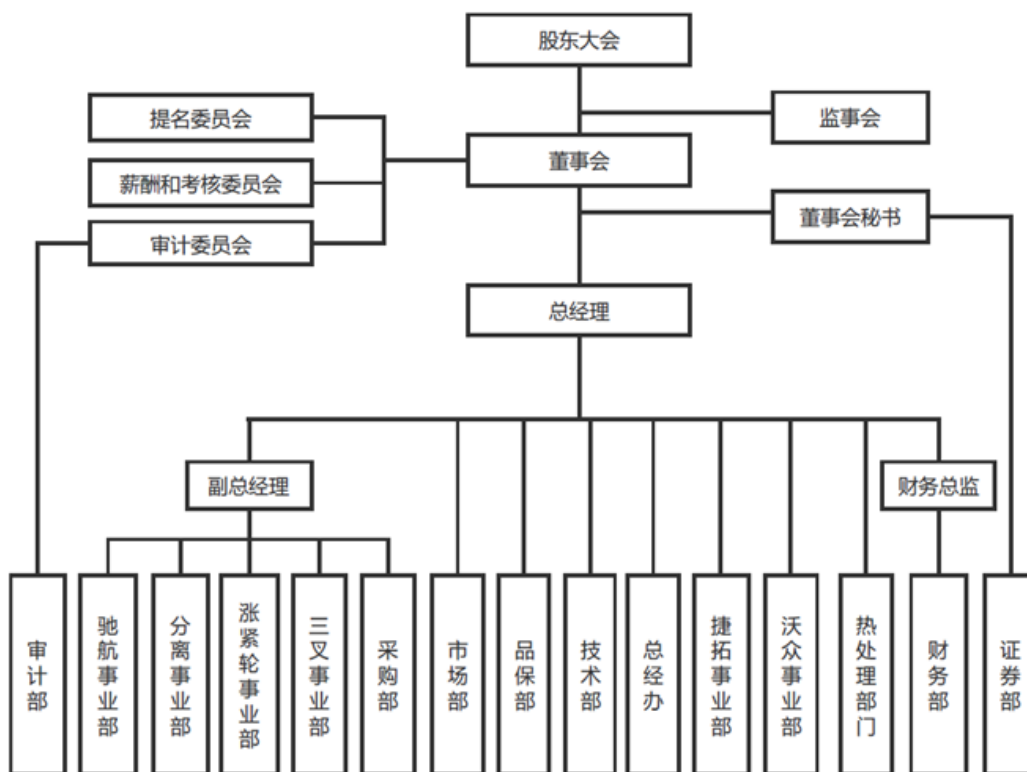 股东大会
提名委员会
监事会
董事会
薪酬和考核委员会
董事会秘书
审计委员会
总经理
副总经理
财务总监
审计部
驰航事业部
分离事业部
涨紧轮事业部
三叉事业部
采购部
市场部
品保部
技术部
总经办
捷拓事业部
沃众事业部
热处理部门
财务部
证券部